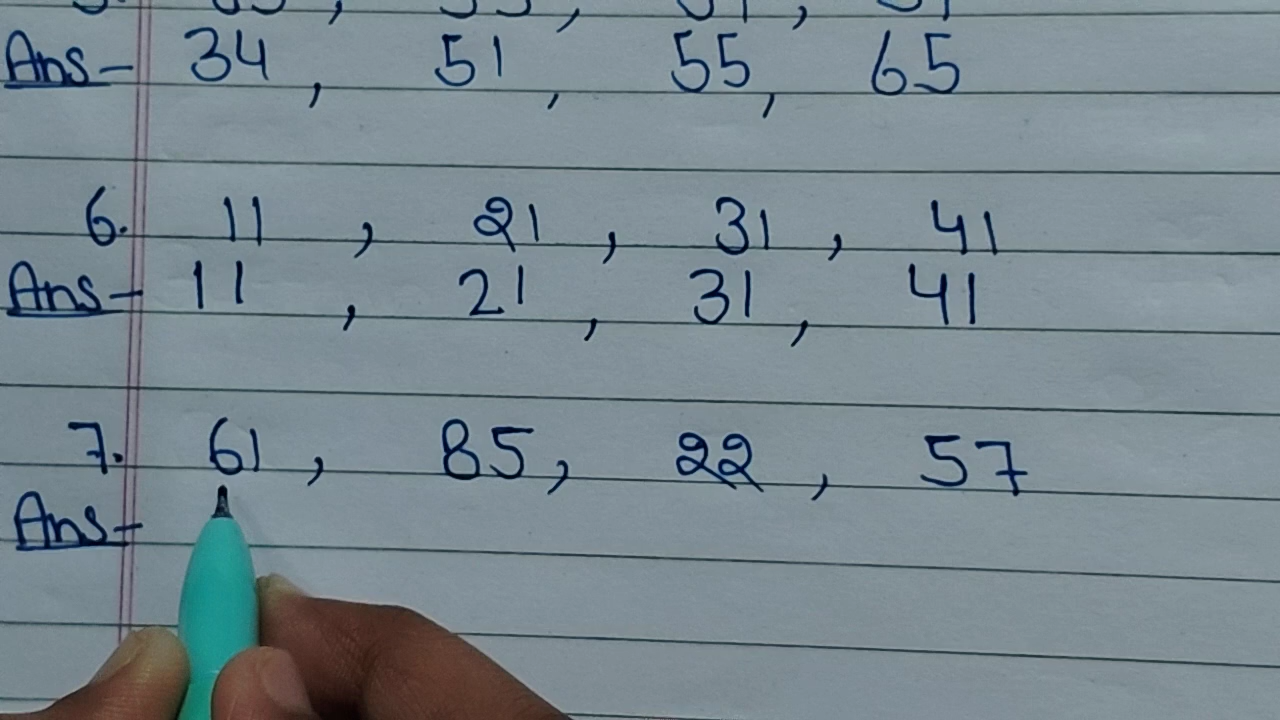 Ans- 34, 51, 55, 65
6. 11, 21, 31, 41
Ans- 11, 21, 31, 41
7. 61, 85, 22, 57
Ans-